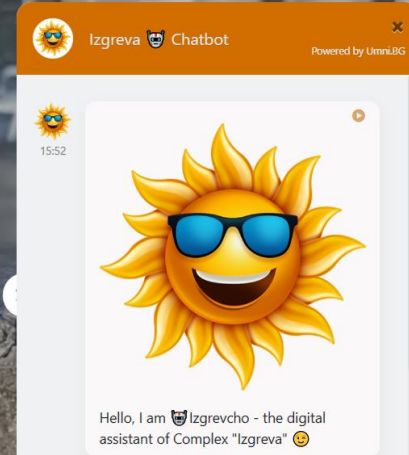 Izgreva 🤖 Chatbot
Powered by Umni.BG
15:52
Hello, I am 🤖Izgrevcho - the digital
assistant of Complex "Izgreva" 😉